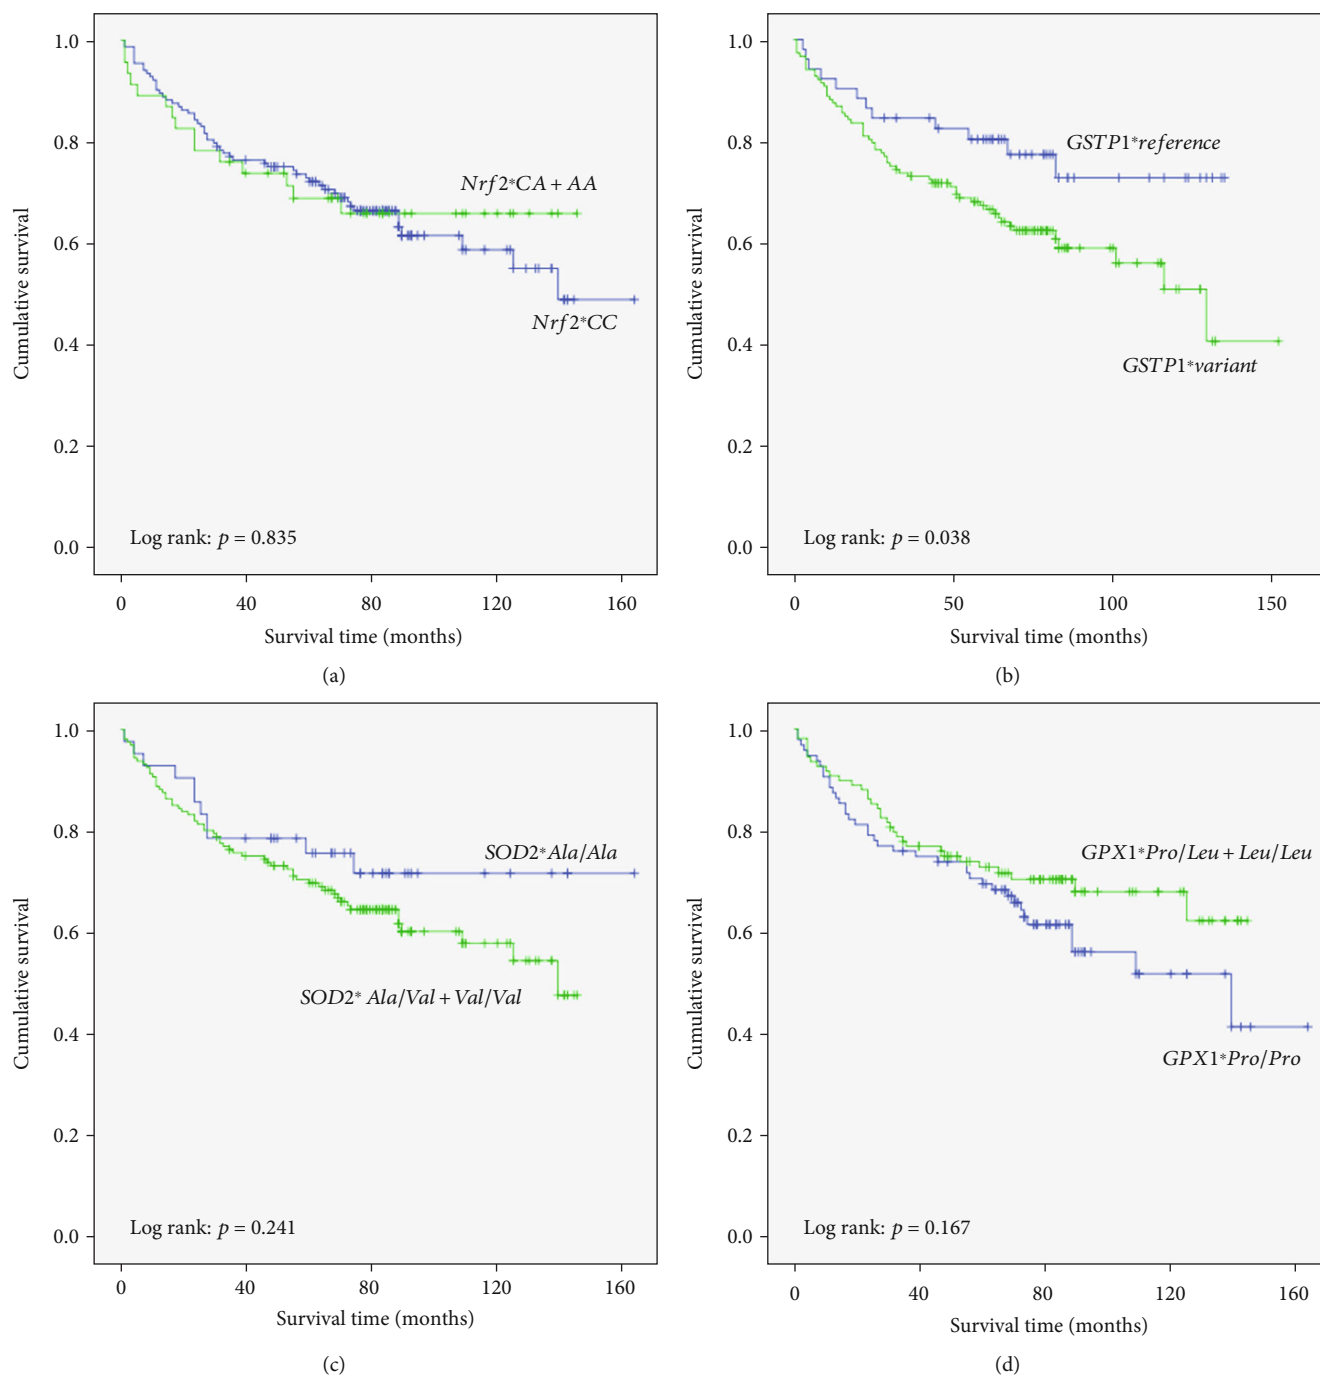 1.0
0.8
0.6
0.4
0.2
0.0
Cumulative survival
Nrf2*CA + AA
Nrf2*CC
Log rank: p = 0.835
0 40 80 120 160
Survival time (months)
(a)
1.0
0.8
0.6
0.4
0.2
0.0
Cumulative survival
GSTP1*reference
GSTP1*variant
Log rank: p = 0.038
0 50 100 150
Survival time (months)
(b)
1.0
0.8
0.6
0.4
0.2
0.0
Cumulative survival
SOD2*Ala/Ala
SOD2* Ala/Val + Val/Val
Log rank: p = 0.241
0 40 80 120 160
Survival time (months)
(c)
1.0
0.8
0.6
0.4
0.2
0.0
Cumulative survival
GPX1*Pro/Leu + Leu/Leu
GPX1*Pro/Pro
Log rank: p = 0.167
0 40 80 120 160
Survival time (months)
(d)